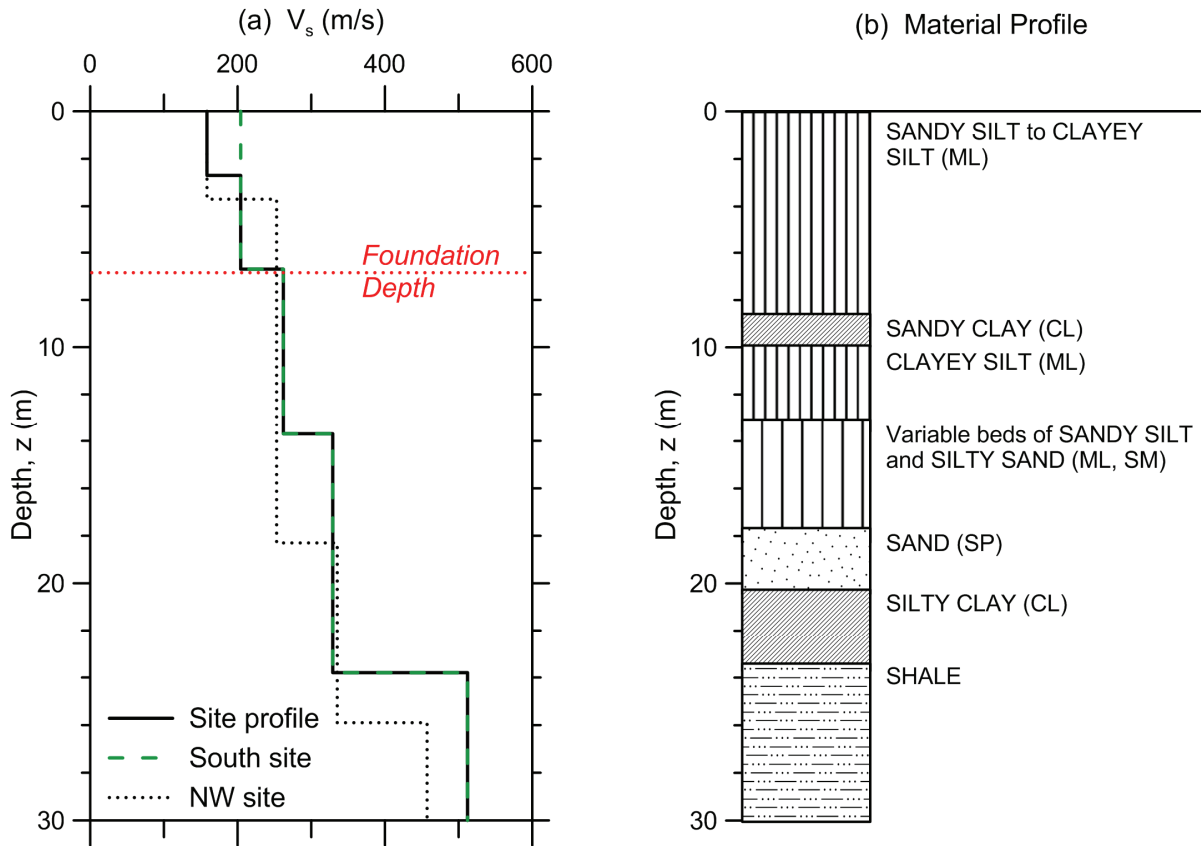 (a) Vs (m/s)
0 200 400 600
0
10
20
30
Depth, z (m)
Foundation
Depth
Site profile
South site
NW site
(b) Material Profile
0
10
20
30
Depth, z (m)
SANDY SILT to CLAYEY
SILT (ML)
SANDY CLAY (CL)
CLAYEY SILT (ML)
Variable beds of SANDY SILT
and SILTY SAND (ML, SM)
SAND (SP)
SILTY CLAY (CL)
SHALE